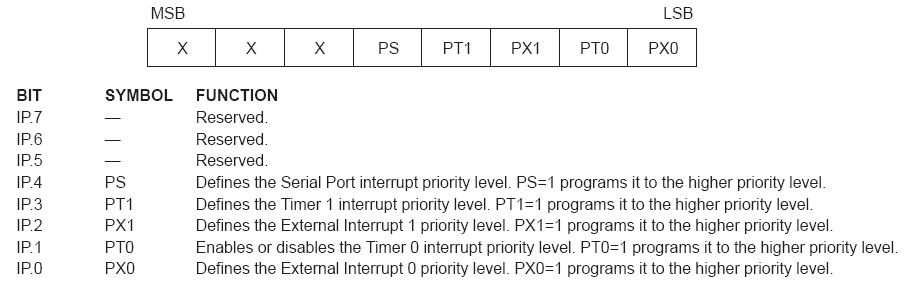 MSB LSB
X X X PS PT1 PX1 PT0 PX0
BIT SYMBOL FUNCTION
IP.7 — Reserved.
IP.6 — Reserved.
IP.5 — Reserved.
IP.4 PS Defines the Serial Port interrupt priority level. PS=1 programs it to the higher priority level.
IP.3 PT1 Defines the Timer 1 interrupt priority level. PT1=1 programs it to the higher priority level.
IP.2 PX1 Defines the External Interrupt 1 priority level. PX1=1 programs it to the higher priority level.
IP.1 PT0 Enables or disables the Timer 0 interrupt priority level. PT0=1 programs it to the higher priority level.
IP.0 PX0 Defines the External Interrupt 0 priority level. PX0=1 programs it to the higher priority level.